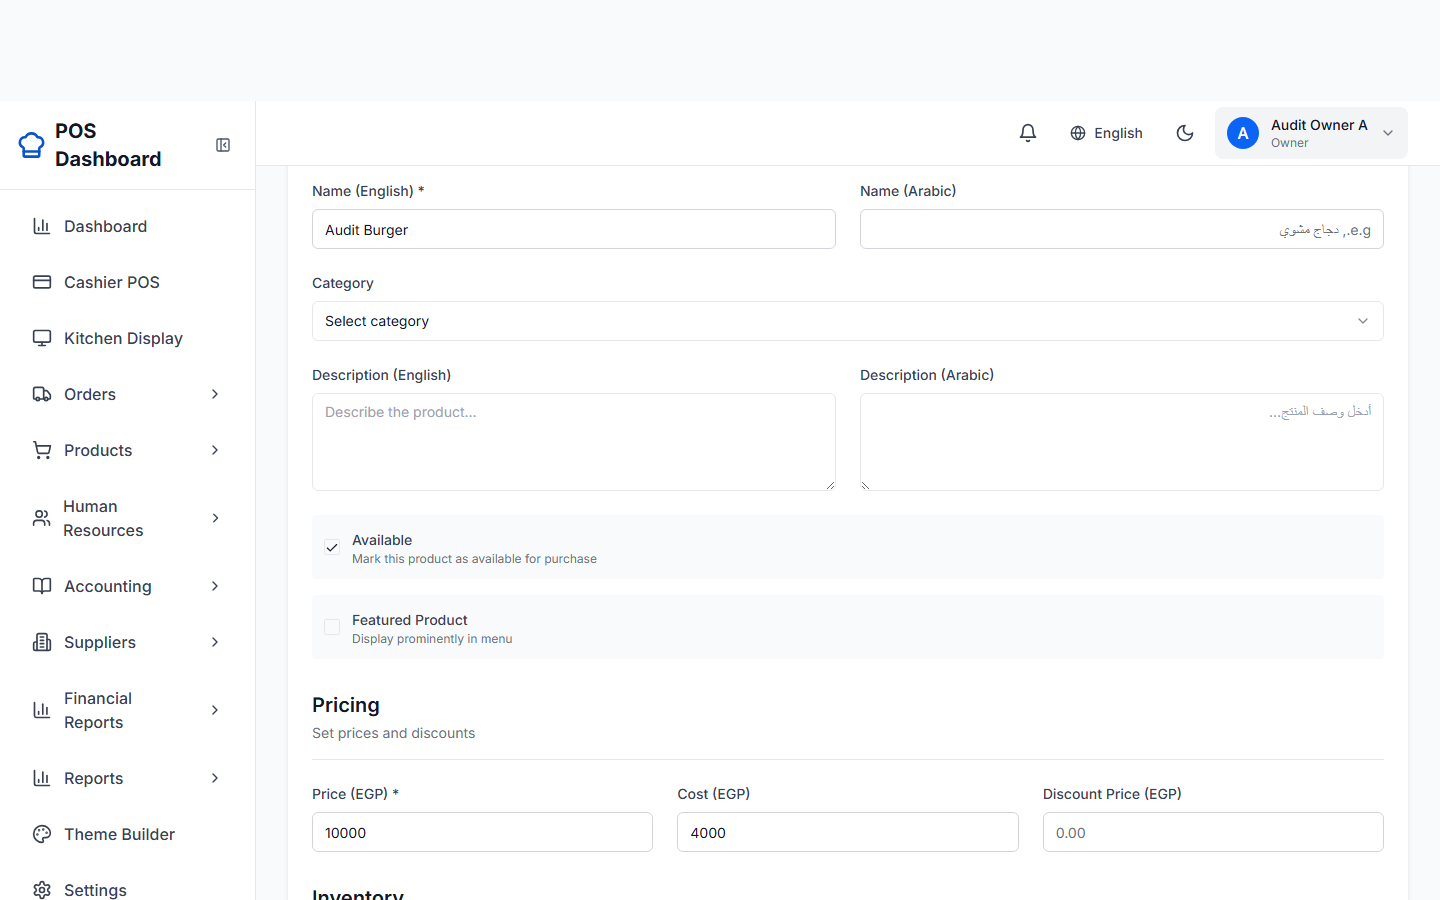 POS
Dashboard
English
A
Audit Owner A
Owner
Dashboard
Cashier POS
Kitchen Display
Orders
Products
Human
Resources
Accounting
Suppliers
Financial
Reports
Reports
Theme Builder
Settings
Name (English) *
Name (Arabic)
Audit Burger
e.g., دجاج مشوي
Category
Select category
Description (English)
Description (Arabic)
Describe the product...
أدخل وصف المنتج...
Available
Mark this product as available for purchase
Featured Product
Display prominently in menu
Pricing
Set prices and discounts
Price (EGP) *
Cost (EGP)
Discount Price (EGP)
10000
4000
0.00
Inventory